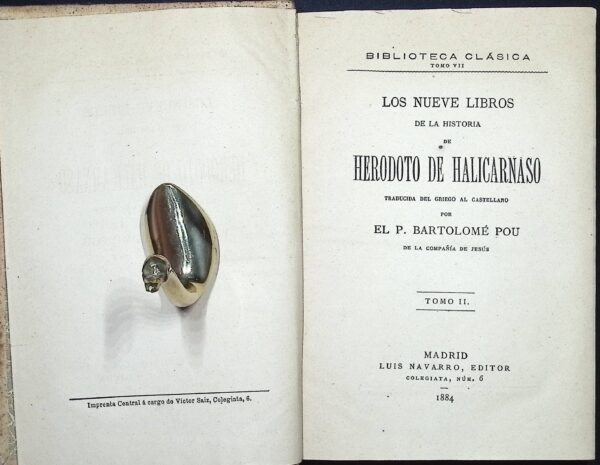 Imprenta Central á cargo de Víctor Saiz, Colegiata, 6.
BIBLIOTECA CLÁSICA
TOMO VII
LOS NUEVE LIBROS
DE LA HISTORIA
DE
HERODOTO DE HALICARNASO
TRADUCIDA DEL GRIEGO AL CASTELLANO
POR
EL P. BARTOLOMÉ POU
DE LA COMPAÑÍA DE JESÚS
TOMO II.
MADRID
LUIS NAVARRO, EDITOR
COLEGIATA, NÚM. 6
1884